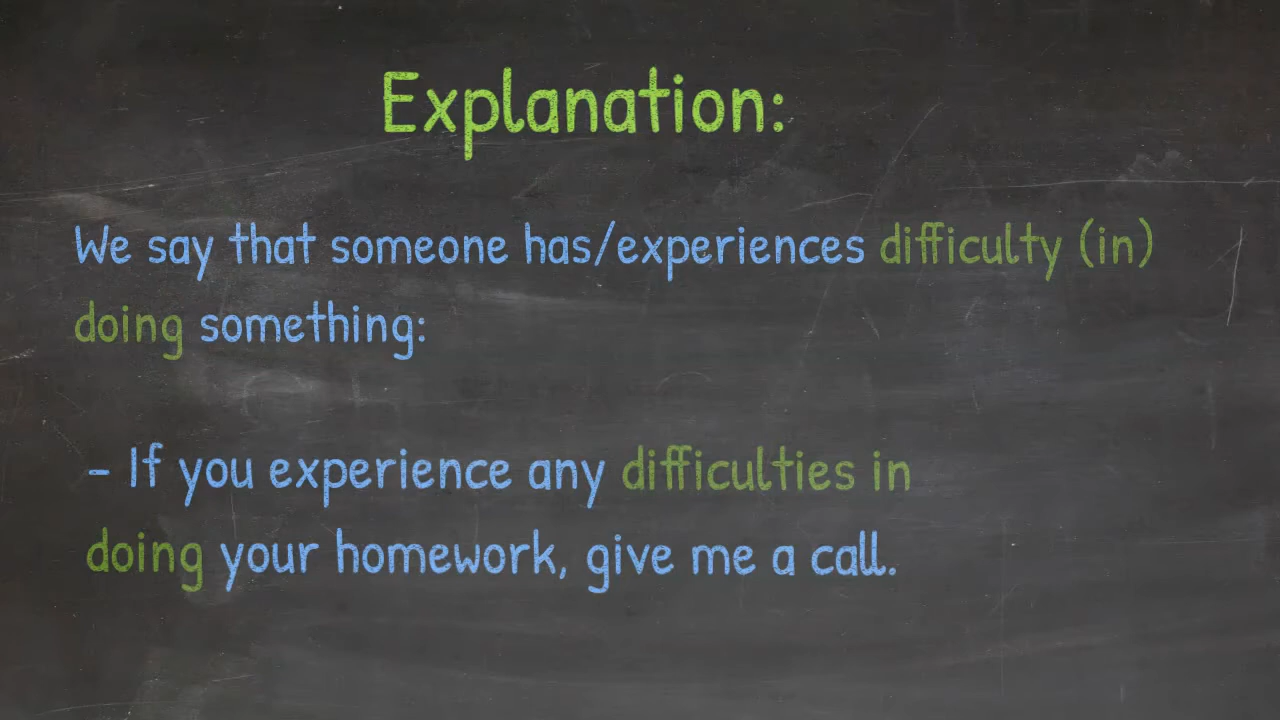 Explanation:
We say that someone has/experiences difficulty (in)
doing something:
- If you experience any difficulties in
doing your homework, give me a call.